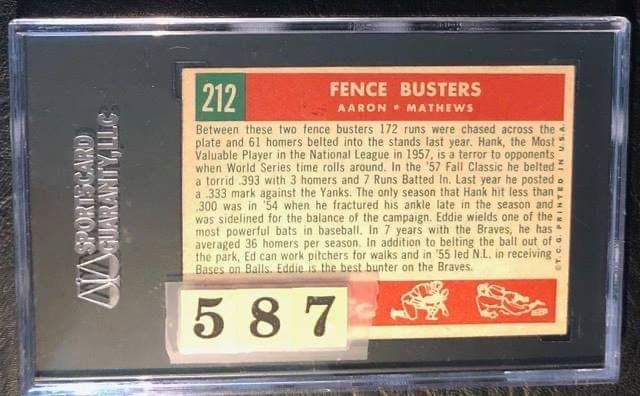 212
FENCE BUSTERS
AARON • MATHEWS
Between these two fence busters 172 runs were chased across the
plate and 61 homers belted into the stands last year. Hank, the Most
Valuable Player in the National League in 1957, is a terror to opponents
when World Series time rolls around. In the '57 Fall Classic he belted
a torrid .393 with 3 homers and 7 Runs Batted In. Last year he posted
a .333 mark against the Yanks. The only season that Hank hit less than
.300 was in '54 when he fractured his ankle late in the season and
was sidelined for the balance of the campaign. Eddie wields one of the
most powerful bats in baseball. In 7 years with the Braves, he has
averaged 36 homers per season. In addition to belting the ball out of
the park, Ed can work pitchers for walks and in '55 led N.L. in receiving
Bases on Balls. Eddie is the best bunter on the Braves.
©T.C.G. PRINTED IN U.S.A.
SPORTSCARD
GUARANTY, LLC
587